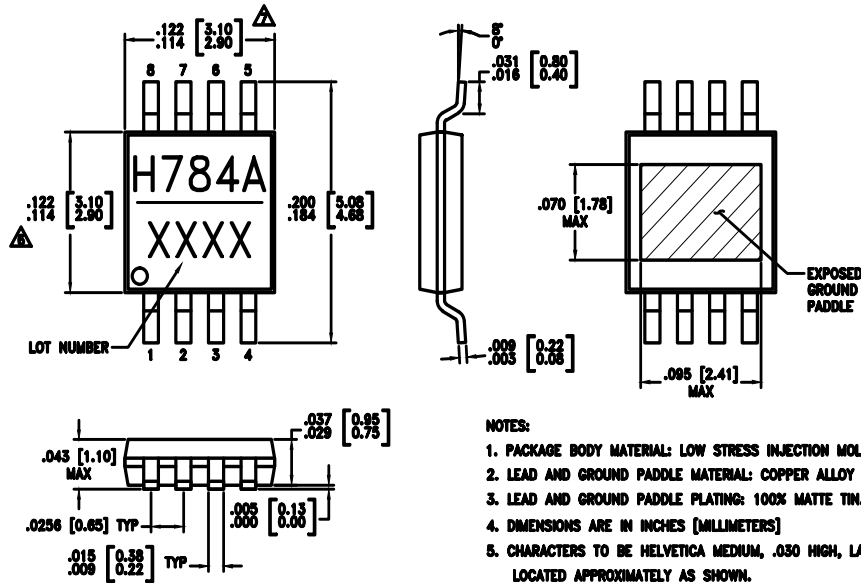 .122 [3.10]
.114 [2.90]
7
8 7 6 5
H784A
XXXX
.122 [3.10]
.114 [2.90]
6
.200 [5.08]
.184 [4.68]
LOT NUMBER
1 2 3 4
8°
0°
.031 [0.80]
.016 [0.40]
.009 [0.22]
.003 [0.08]
.070 [1.78]
MAX
EXPOSED
GROUND
PADDLE
.095 [2.41]
MAX
.043 [1.10]
MAX
.037 [0.95]
.029 [0.75]
.0256 [0.65] TYP
.005 [0.13]
.000 [0.00]
.015 [0.38]
.009 [0.22]
TYP
NOTES:
1. PACKAGE BODY MATERIAL: LOW STRESS INJECTION MOL
2. LEAD AND GROUND PADDLE MATERIAL: COPPER ALLOY
3. LEAD AND GROUND PADDLE PLATING: 100% MATTE TIN.
4. DIMENSIONS ARE IN INCHES [MILLIMETERS]
5. CHARACTERS TO BE HELVETICA MEDIUM, .030 HIGH, LA
LOCATED APPROXIMATELY AS SHOWN.